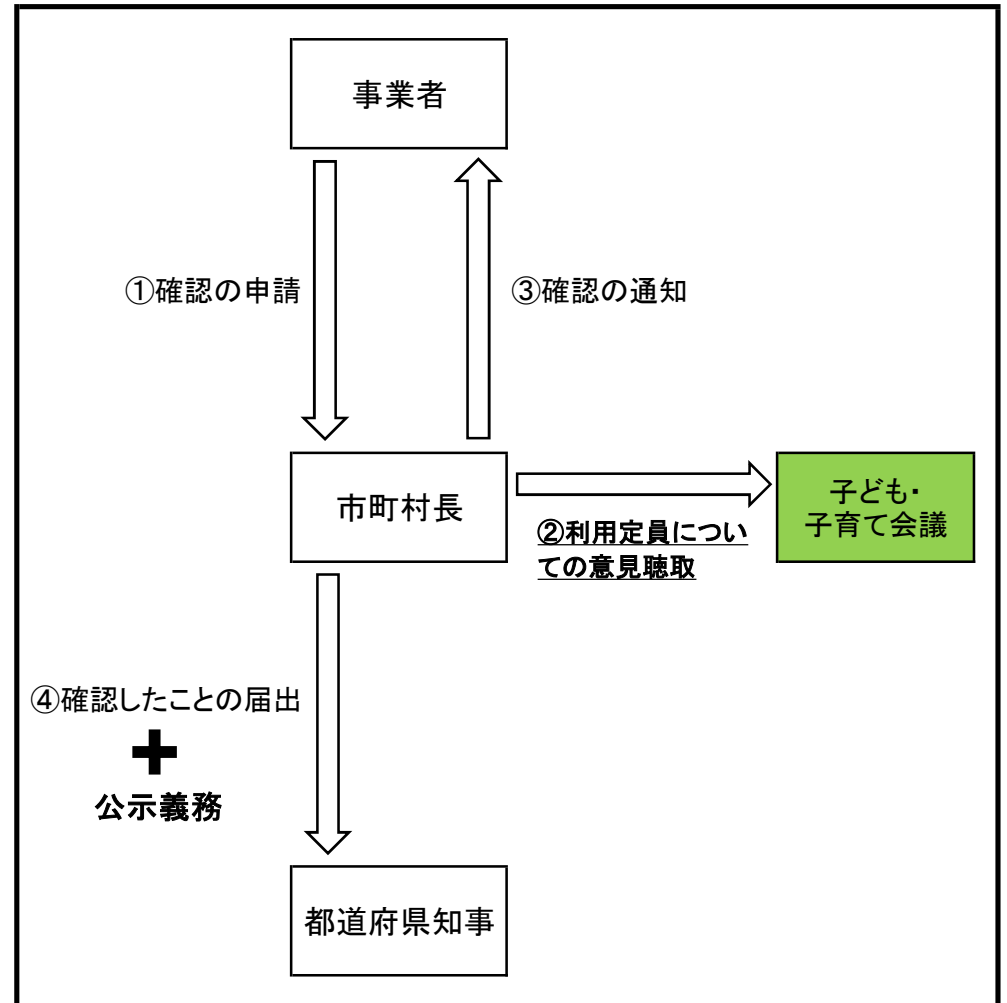 事業者
①確認の申請
③確認の通知
市町村長
②利用定員につい
ての意見聴取
子ども・
子育て会議
④確認したことの届出
+
公示義務
都道府県知事